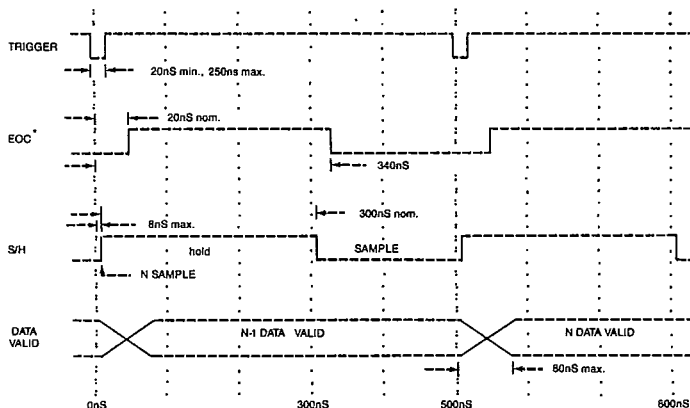 TRIGGER
20nS min., 250ns max.
20nS nom.
EOC*
340nS
300nS nom.
8nS max.
S/H
hold
SAMPLE
N SAMPLE
DATA
VALID
N-1 DATA VALID
N DATA VALID
80nS max.
0nS
300nS
500nS
800nS